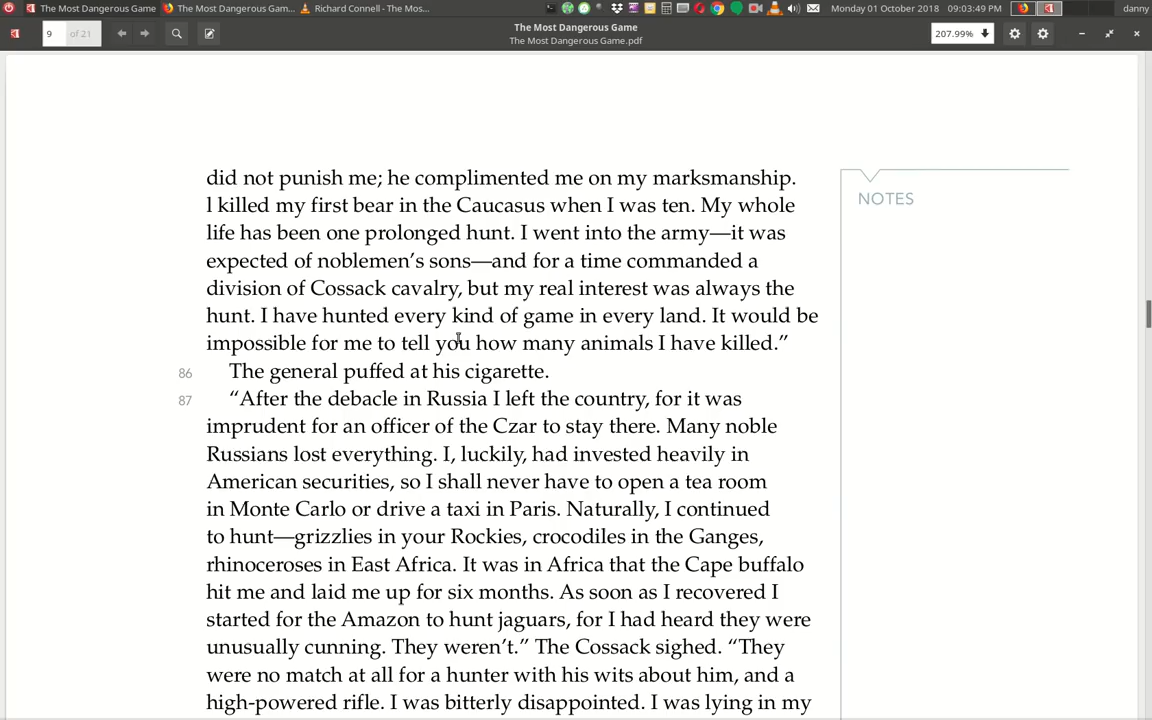 The Most Dangerous Game
The Most Dangerous Gam...
Richard Connell - The Mos...
Monday 01 October 2018
09:03:49 PM
danny
9
of 21
The Most Dangerous Game
The Most Dangerous Game.pdf
207.99%
did not punish me; he complimented me on my marksmanship.
l killed my first bear in the Caucasus when I was ten. My whole
life has been one prolonged hunt. I went into the army—it was
expected of noblemen’s sons—and for a time commanded a
division of Cossack cavalry, but my real interest was always the
hunt. I have hunted every kind of game in every land. It would be
impossible for me to tell you how many animals I have killed.”
86 The general puffed at his cigarette.
87 “After the debacle in Russia I left the country, for it was
imprudent for an officer of the Czar to stay there. Many noble
Russians lost everything. I, luckily, had invested heavily in
American securities, so I shall never have to open a tea room
in Monte Carlo or drive a taxi in Paris. Naturally, I continued
to hunt—grizzlies in your Rockies, crocodiles in the Ganges,
rhinoceroses in East Africa. It was in Africa that the Cape buffalo
hit me and laid me up for six months. As soon as I recovered I
started for the Amazon to hunt jaguars, for I had heard they were
unusually cunning. They weren’t.” The Cossack sighed. “They
were no match at all for a hunter with his wits about him, and a
high-powered rifle. I was bitterly disappointed. I was lying in my
NOTES